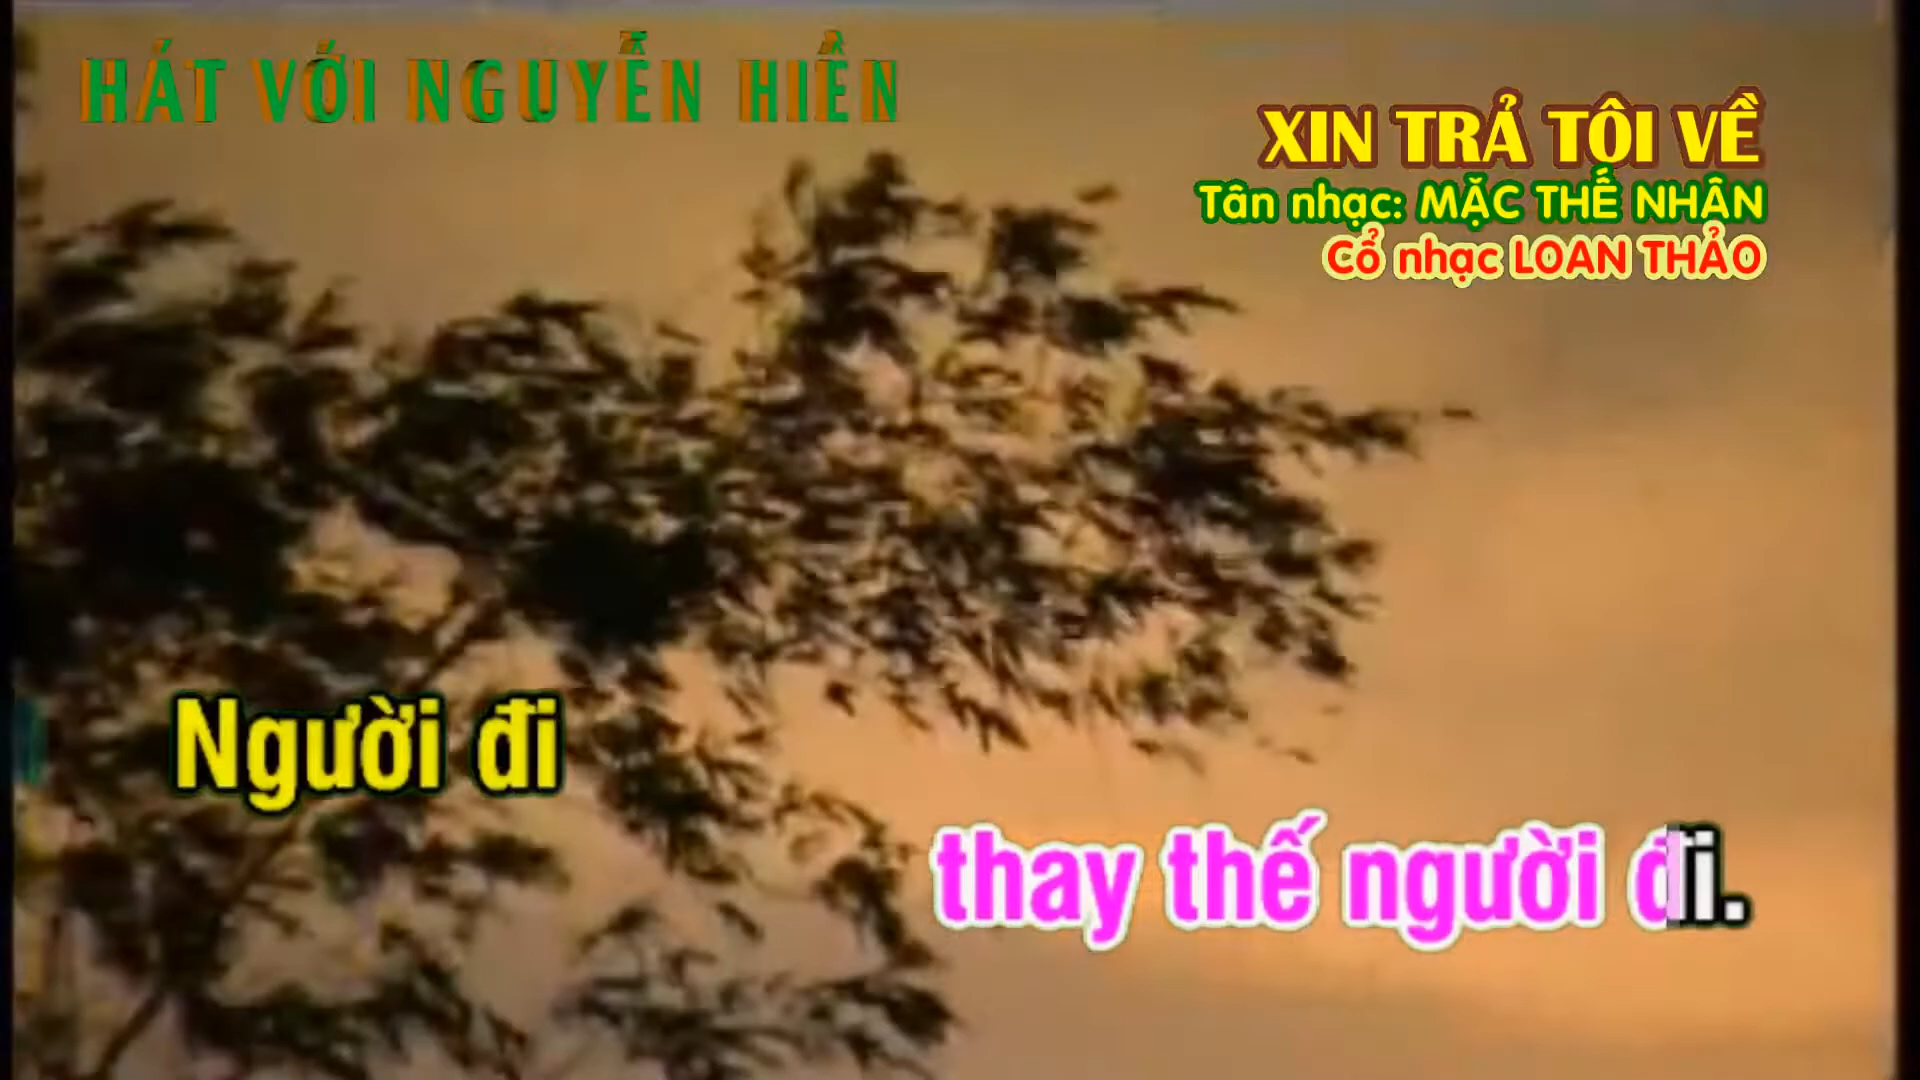 HÁT VỚI NGUYỄN HIỀN
XIN TRẢ TÔI VỀ
Tân nhạc: MẶC THẾ NHÂN
Cổ nhạc LOAN THẢO
Người đi
thay thế người đi.